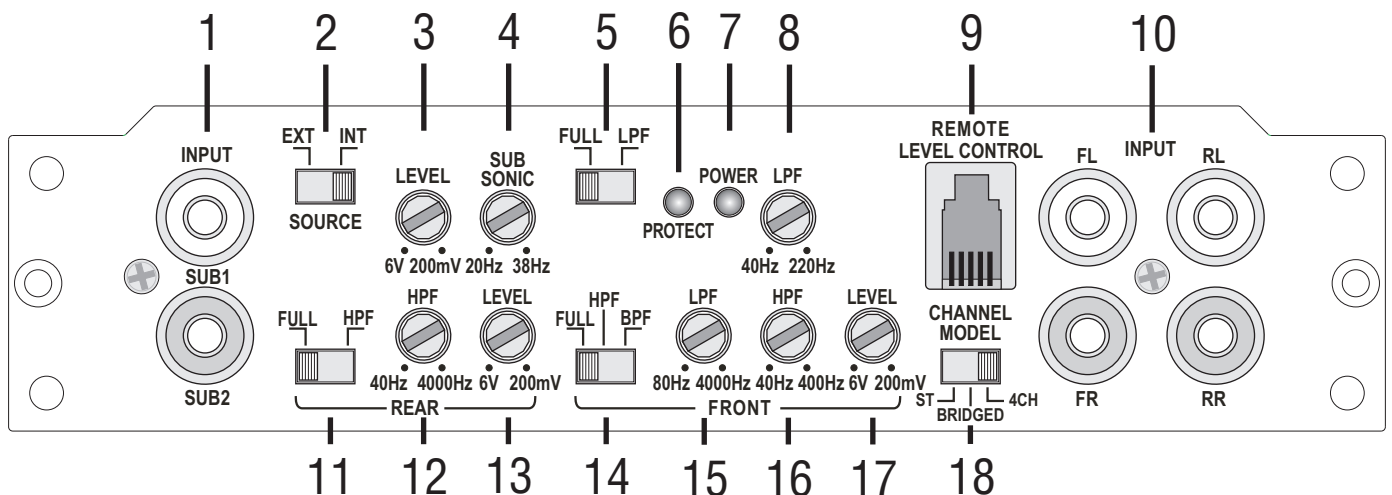 1 2 3 4 5 6 7 8 9 10
INPUT
SUB1
SUB2
EXT INT
SOURCE
LEVEL
6V 200mV
SUB
SONIC
20Hz 38Hz
FULL LPF
PROTECT
POWER
LPF
40Hz 220Hz
REMOTE
LEVEL CONTROL
INPUT
FL RL
FR RR
FULL HPF
HPF
40Hz 4000Hz
LEVEL
6V 200mV
REAR
FULL HPF BPF
LPF
80Hz 4000Hz
HPF
40Hz 400Hz
LEVEL
6V 200mV
FRONT
CHANNEL
MODEL
ST BRIDGED 4CH
11 12 13 14 15 16 17 18